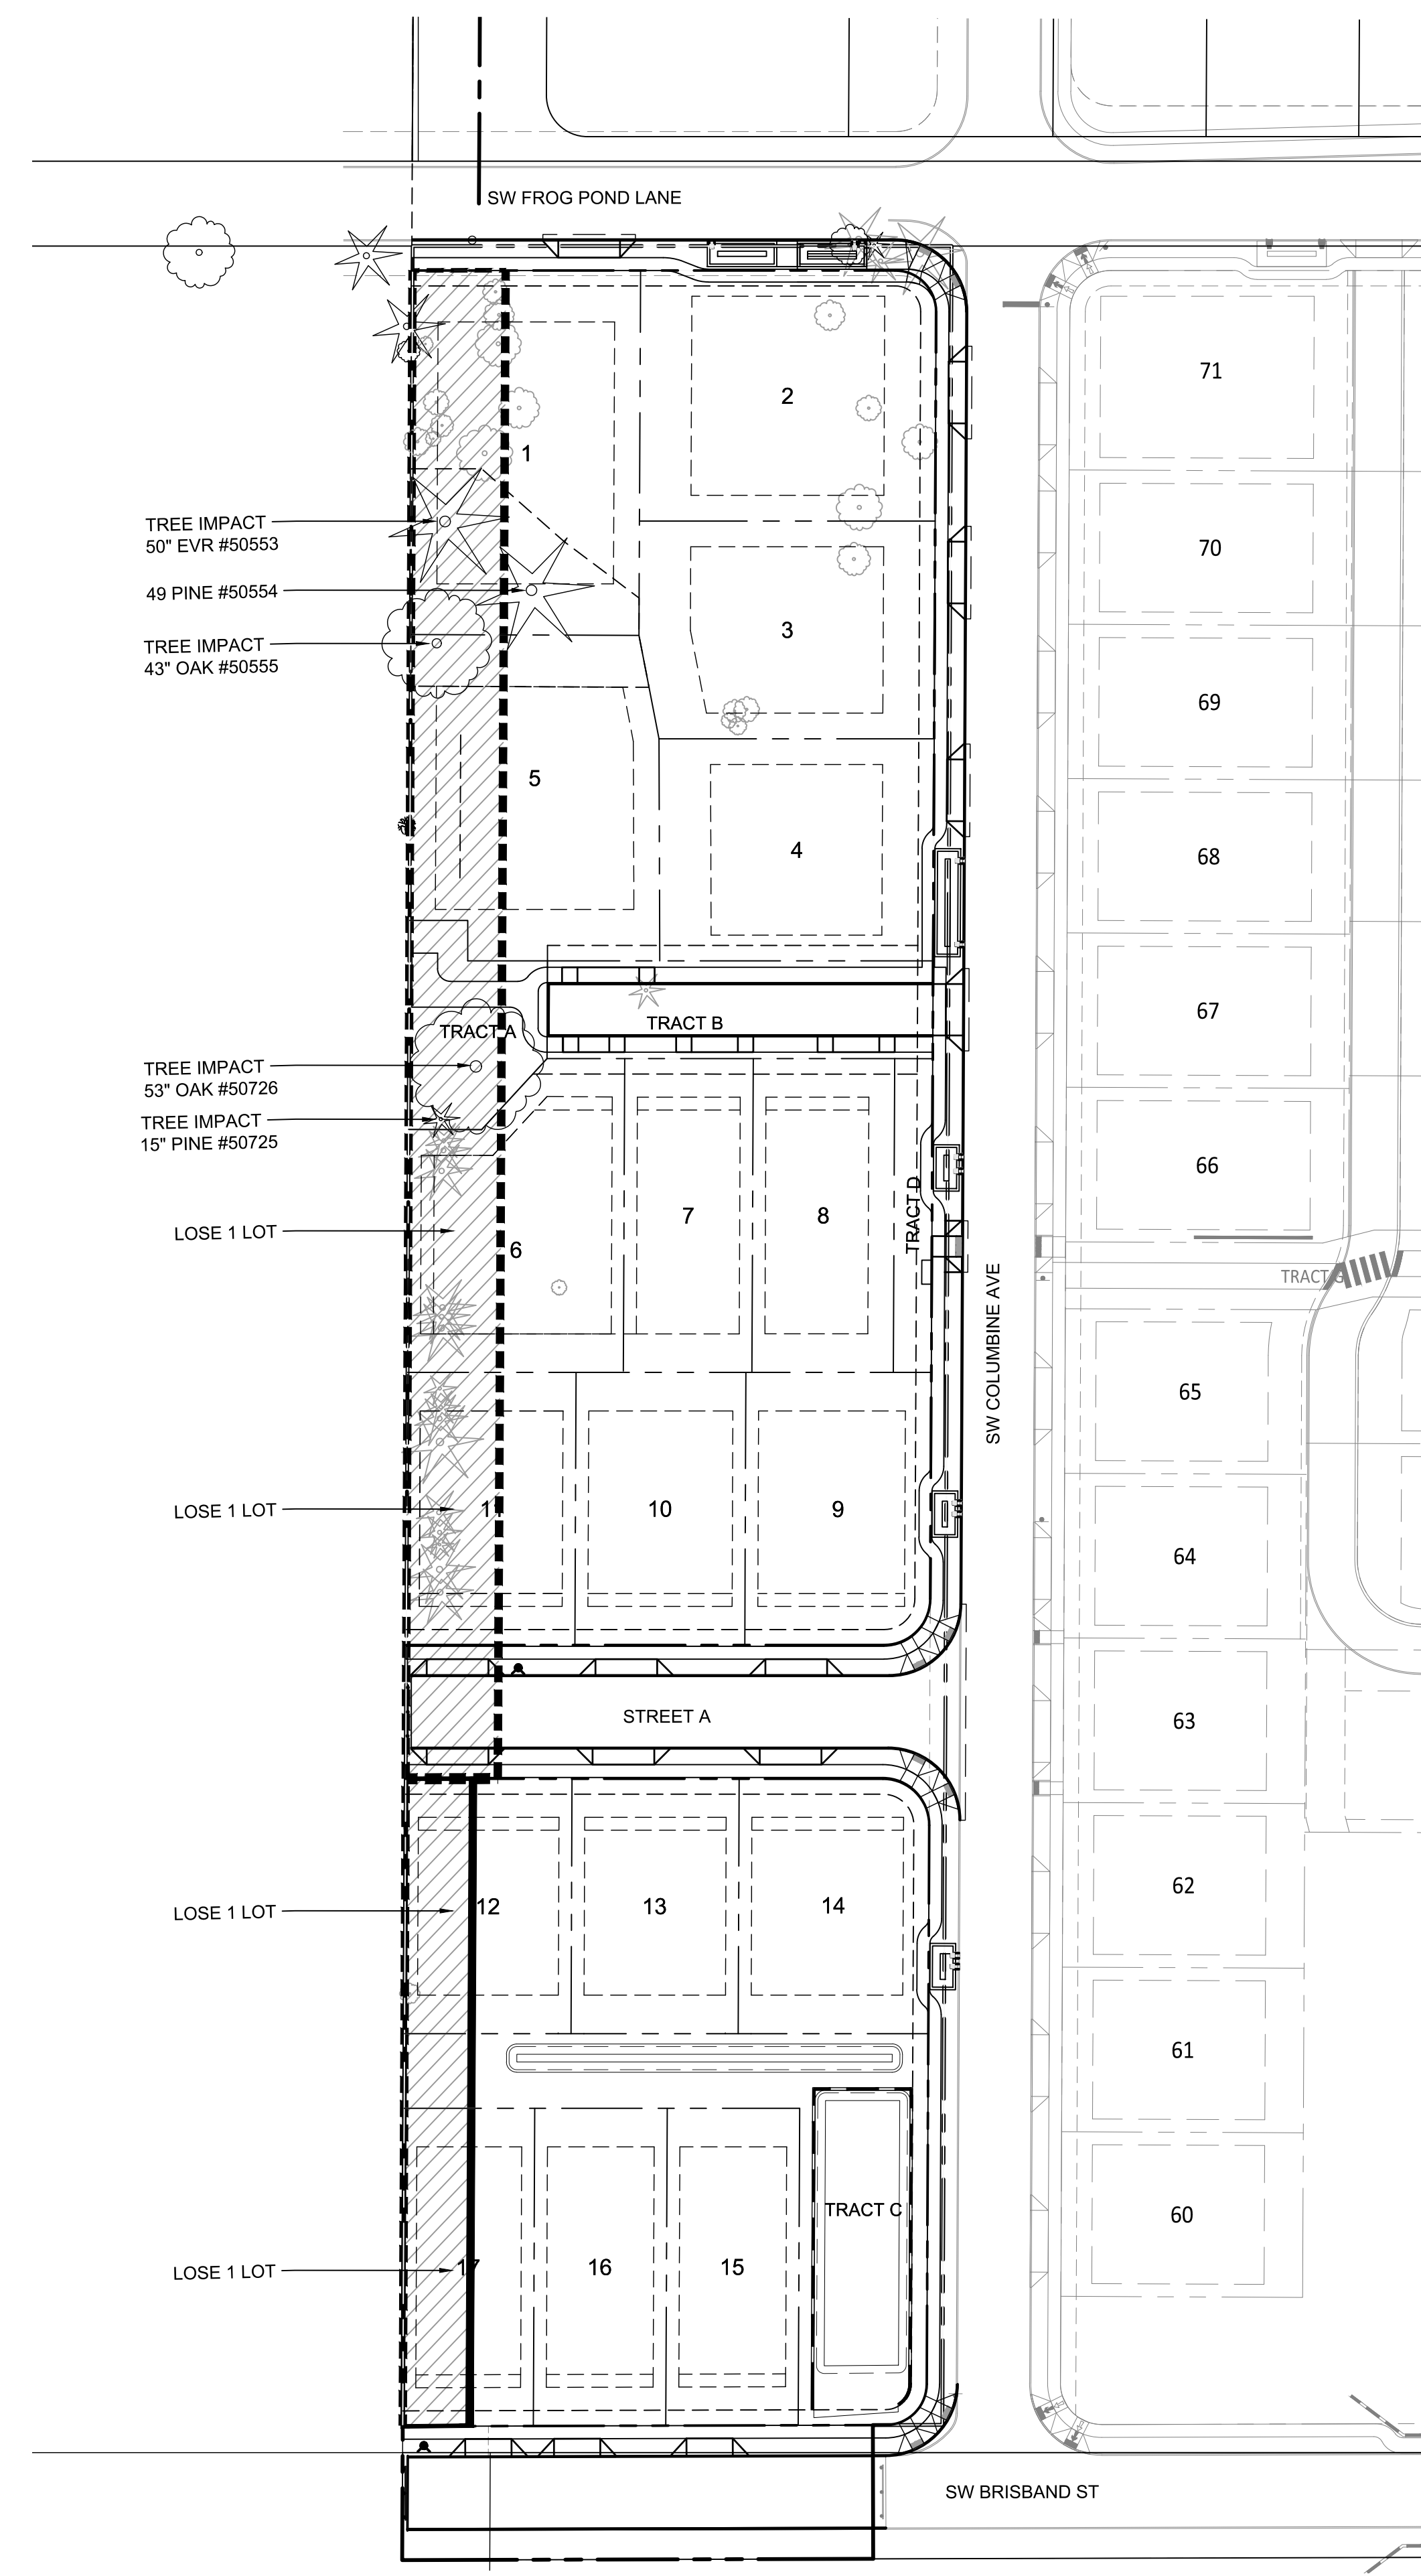 SW FROG POND LANE
71
2
1
TREE IMPACT
50" EVR #50553
70
49 PINE #50554
3
TREE IMPACT
43" OAK #50555
69
5
4
68
67
TRACT A
TRACT B
TREE IMPACT
53" OAK #50726
TREE IMPACT
15" PINE #50725
66
7
8
TRACT D
LOSE 1 LOT
6
TRACT G
SW COLUMBINE AVE
65
LOSE 1 LOT
11
10
9
64
STREET A
63
62
LOSE 1 LOT
12
13
14
61
TRACT C
60
LOSE 1 LOT
17
16
15
SW BRISBAND ST